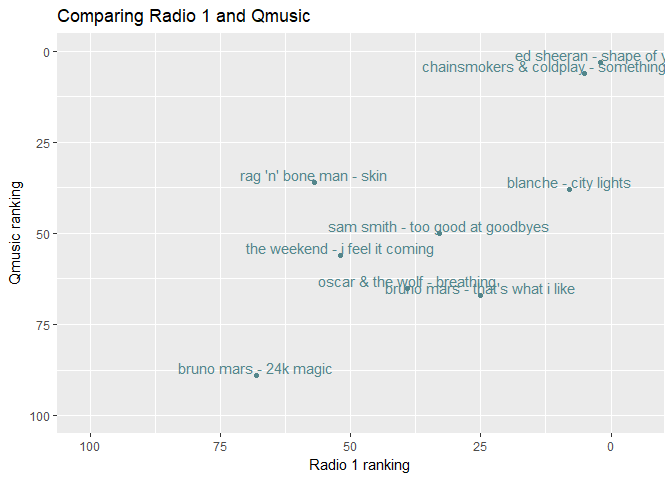 Comparing Radio 1 and Qmusic
0
ed sheeran - shape of y
chainsmokers & coldplay - something
25
rag 'n' bone man - skin
blanche - city lights
Qmusic ranking
50
sam smith - too good at goodbyes
the weekend - i feel it coming
oscar & the wolf - breathing
bruno mars - that's what i like
75
bruno mars - 24k magic
100
100 75 50 25 0
Radio 1 ranking